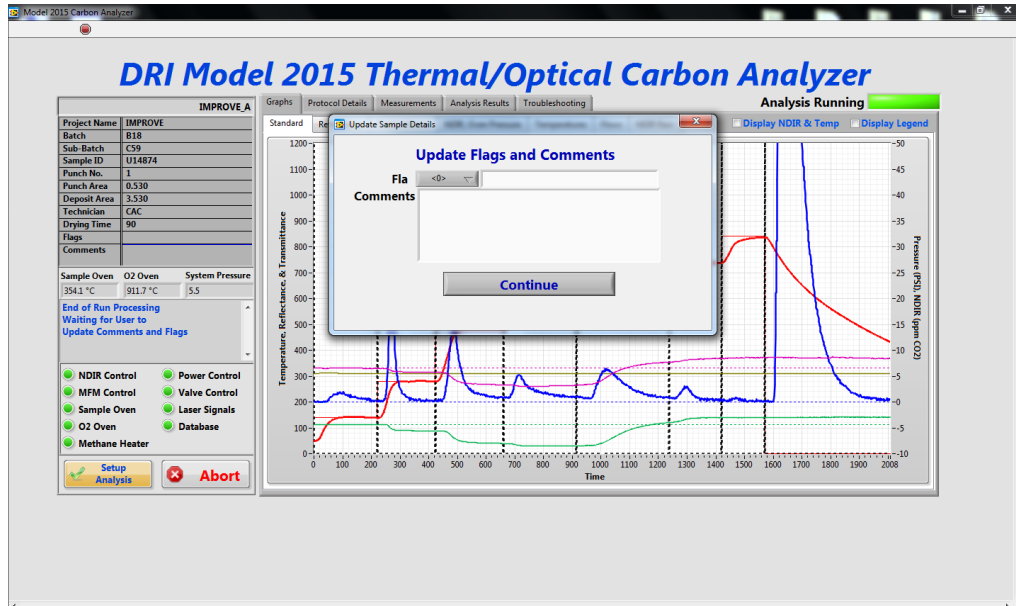 Model 2015 Carbon Analyzer
DRI Model 2015 Thermal/Optical Carbon Analyzer
IMPROVE_A
Project Name IMPROVE
Batch B18
Sub-Batch C59
Sample ID U14874
Punch No. 1
Punch Area 0.530
Deposit Area 3.530
Technician CAC
Drying Time 90
Flags
Comments
Sample Oven O2 Oven System Pressure
354.1 °C 911.7 °C 5.5
End of Run Processing
Waiting for User to
Update Comments and Flags
NDIR Control Power Control
MFM Control Valve Control
Sample Oven Laser Signals
O2 Oven Database
Methane Heater
Setup Analysis Abort
Graphs Protocol Details Measurements Analysis Results Troubleshooting
Analysis Running
Standard Re
Display NDIR & Temp Display Legend
Update Sample Details
Update Flags and Comments
Fla <0>
Comments
Continue
Temperature, Reflectance, & Transmittance
1200
1100
1000
900
800
700
600
500
400
300
200
100
0
Pressure (PSI), NDIR (ppm CO2)
50
45
40
35
30
25
20
15
10
5
0
-5
-10
0 100 200 300 400 500 600 700 800 900 1000 1100 1200 1300 1400 1500 1600 1700 1800 1900 2008
Time